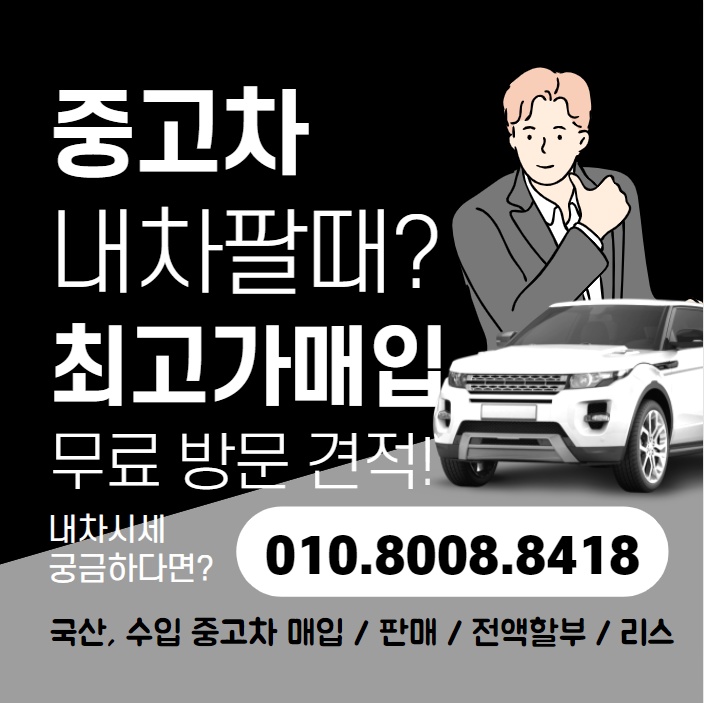 중고차
내차팔때?
최고가매입
무료 방문 견적!
내차시세
궁금하다면?
010.8008.8418
국산, 수입 중고차 매입 / 판매 / 전액할부 / 리스